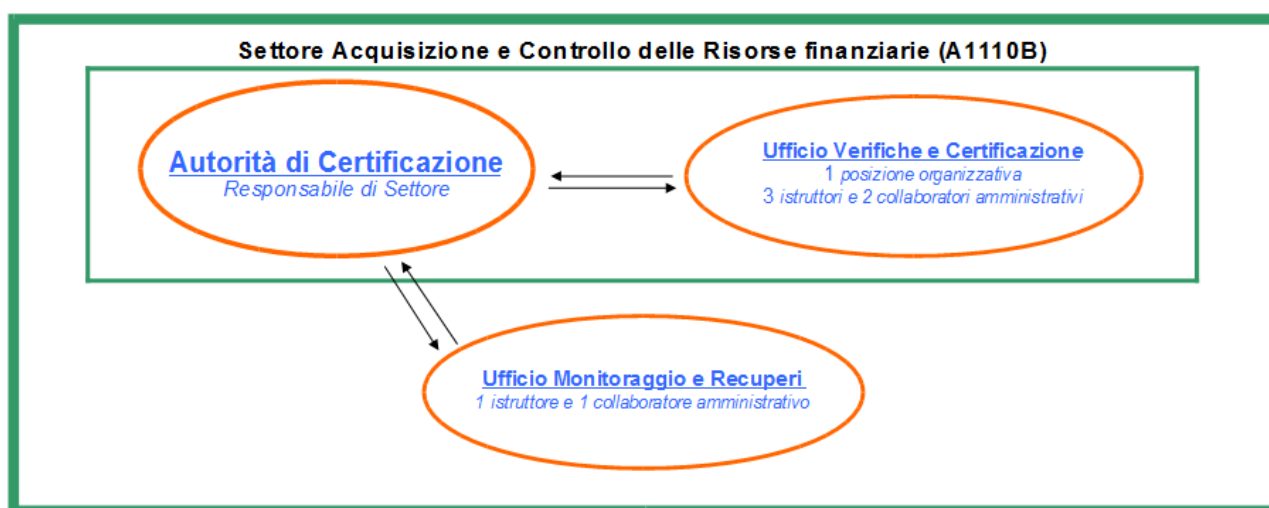 Settore Acquisizione e Controllo delle Risorse finanziarie (A1110B)
Autorità di Certificazione
Responsabile di Settore
Ufficio Verifiche e Certificazione
1 posizione organizzativa
3 istruttori e 2 collaboratori amministrativi
Ufficio Monitoraggio e Recuperi
1 istruttore e 1 collaboratore amministrativo